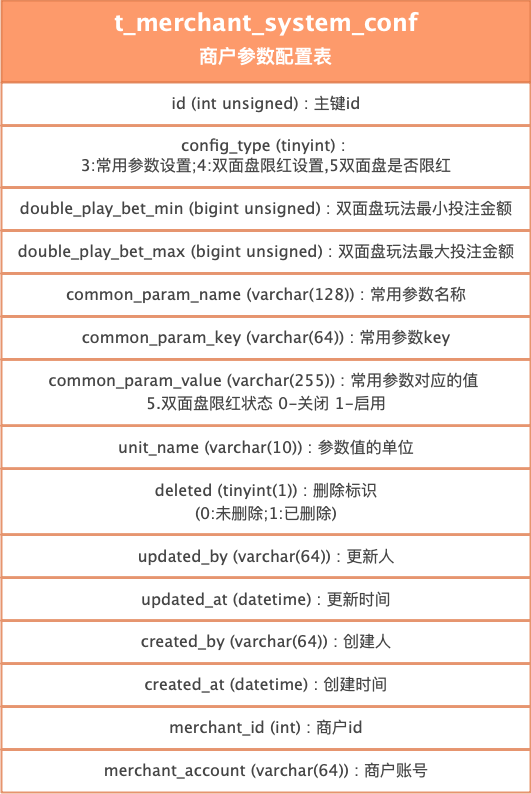 t_merchant_system_conf
商户参数配置表
id (int unsigned) : 主键id
config_type (tinyint) :
3:常用参数设置;4:双面盘限红设置,5双面盘是否限红
double_play_bet_min (bigint unsigned) : 双面盘玩法最小投注金额
double_play_bet_max (bigint unsigned) : 双面盘玩法最大投注金额
common_param_name (varchar(128)) : 常用参数名称
common_param_key (varchar(64)) : 常用参数key
common_param_value (varchar(255)) : 常用参数对应的值
5.双面盘限红状态 0-关闭 1-启用
unit_name (varchar(10)) : 参数值的单位
deleted (tinyint(1)) : 删除标识
(0:未删除;1:已删除)
updated_by (varchar(64)) : 更新人
updated_at (datetime) : 更新时间
created_by (varchar(64)) : 创建人
created_at (datetime) : 创建时间
merchant_id (int) : 商户id
merchant_account (varchar(64)) : 商户账号